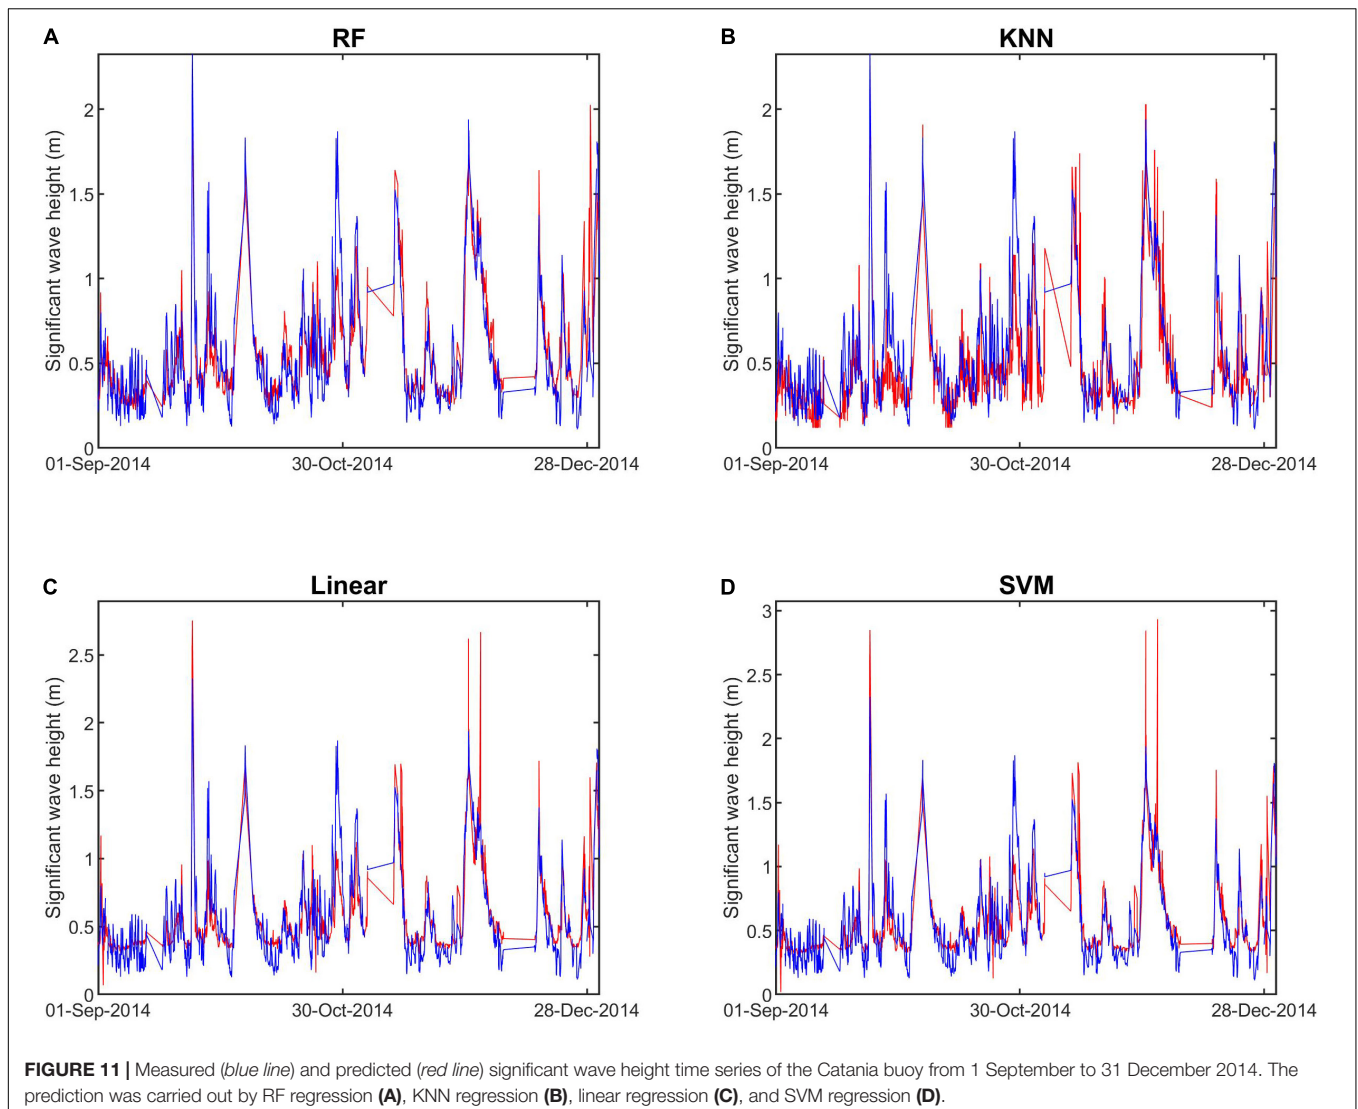 A
RF
Significant wave height (m)
2
1.5
1
0.5
0
01-Sep-2014
30-Oct-2014
28-Dec-2014
B
KNN
Significant wave height (m)
2
1.5
1
0.5
0
01-Sep-2014
30-Oct-2014
28-Dec-2014
C
Linear
Significant wave height (m)
2.5
2
1.5
1
0.5
0
01-Sep-2014
30-Oct-2014
28-Dec-2014
D
SVM
Significant wave height (m)
3
2.5
2
1.5
1
0.5
0
01-Sep-2014
30-Oct-2014
28-Dec-2014
FIGURE 11 | Measured (blue line) and predicted (red line) significant wave height time series of the Catania buoy from 1 September to 31 December 2014. The
prediction was carried out by RF regression (A), KNN regression (B), linear regression (C), and SVM regression (D).